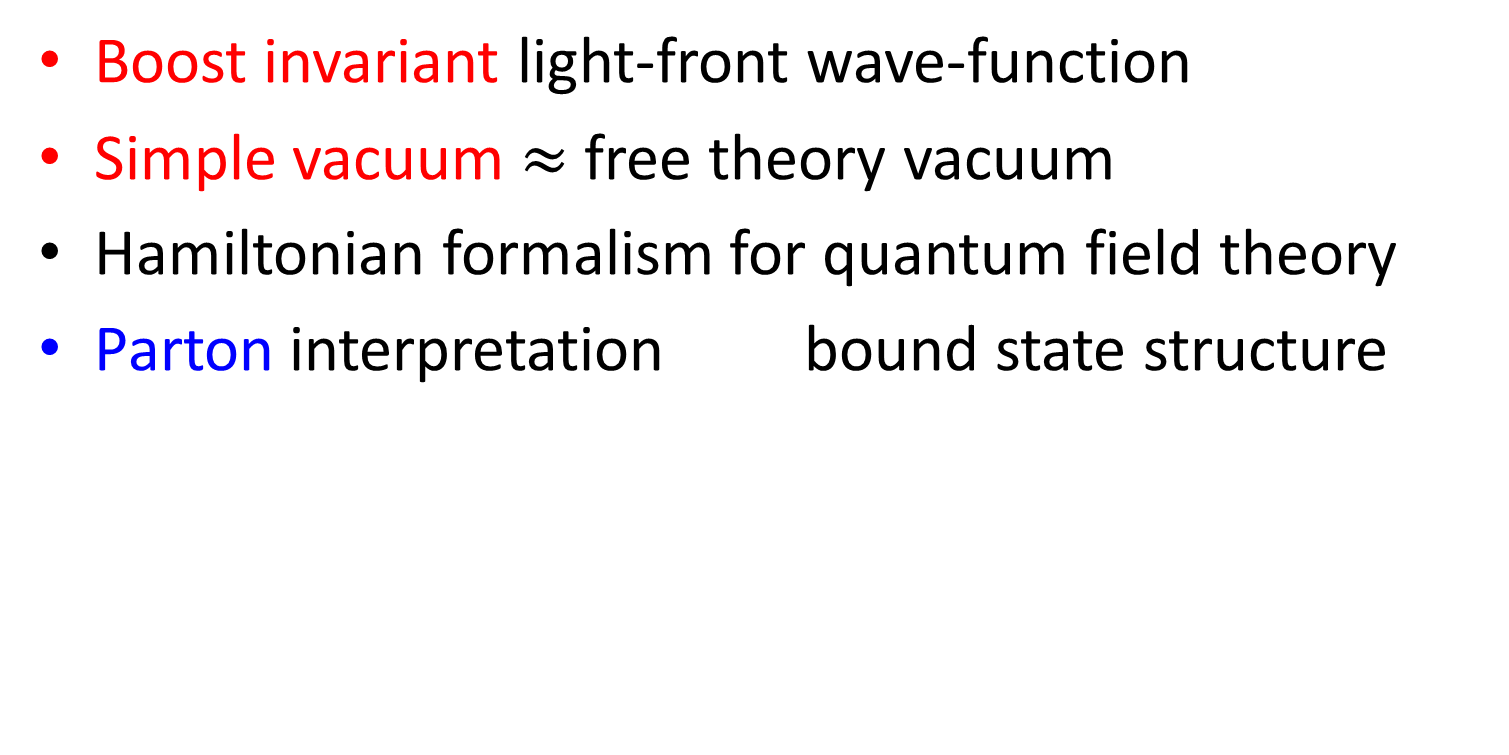 • Boost invariant light-front wave-function
• Simple vacuum ≈ free theory vacuum
• Hamiltonian formalism for quantum field theory
• Parton interpretation bound state structure